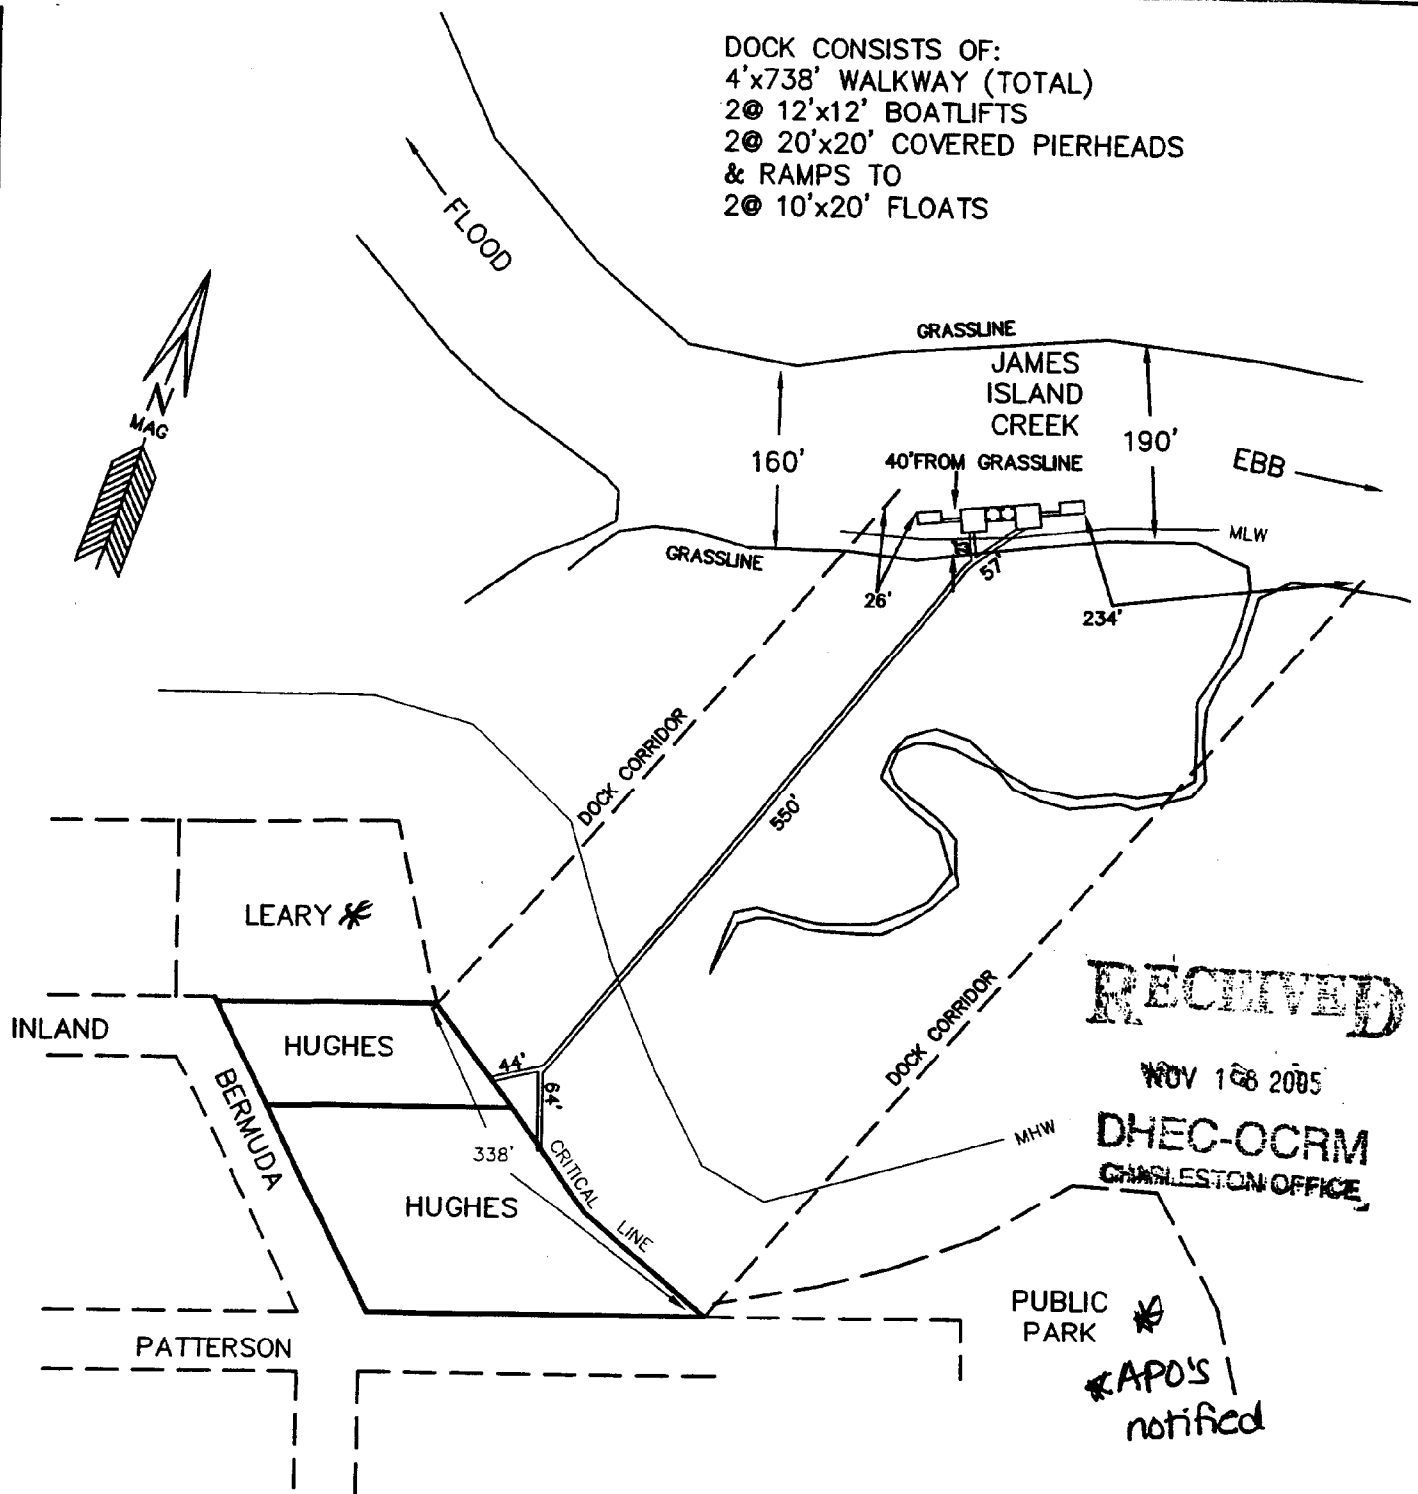 DOCK CONSISTS OF:
4'x738' WALKWAY (TOTAL)
2@ 12'x12' BOATLIFTS
2@ 20'x20' COVERED PIERHEADS
& RAMPS TO
2@ 10'x20' FLOATS
FLOOD
N
MAG
GRASSLINE
JAMES
ISLAND
CREEK
160'
190'
40'FROM GRASSLINE
EBB
MLW
GRASSLINE
57'
26'
234'
DOCK CORRIDOR
550'
LEARY
INLAND
HUGHES
44'
64'
DOCK CORRIDOR
RECEIVED
2005
DHEC-OCRM
CHARLESTON OFFICE
BERMUDA
338'
CRITICAL
LINE
MHW
HUGHES
PUBLIC
PARK
PATTERSON
*APO's
notified